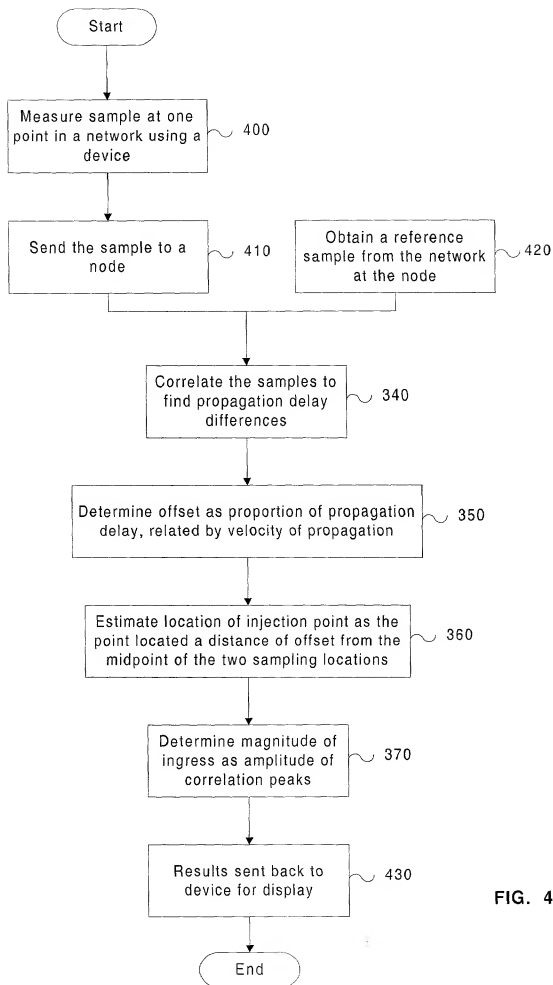 Start
Measure sample at one
point in a network using a
device
400
Send the sample to a
node
410
Obtain a reference
sample from the network
at the node
420
Correlate the samples to
find propagation delay
differences
340
Determine offset as proportion of propagation
delay, related by velocity of propagation
350
Estimate location of injection point as the
point located a distance of offset from the
midpoint of the two sampling locations
360
Determine magnitude of
ingress as amplitude of
correlation peaks
370
Results sent back to
device for display
430
FIG. 4
End